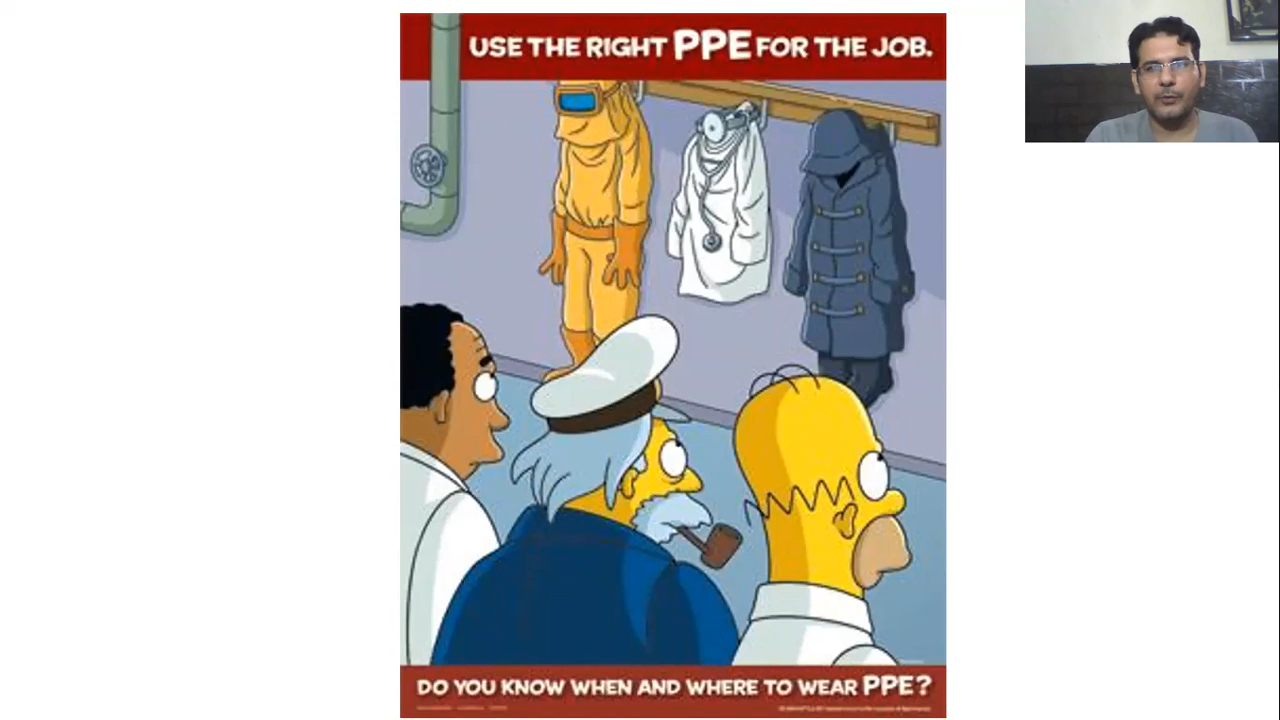 USE THE RIGHT PPE FOR THE JOB.
DO YOU KNOW WHEN AND WHERE TO WEAR PPE?